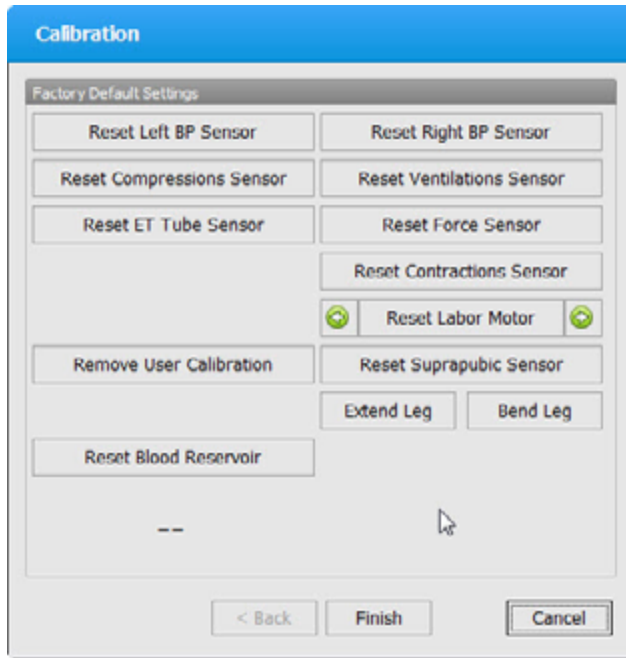 Calibration
Factory Default Settings
Reset Left BP Sensor Reset Right BP Sensor
Reset Compressions Sensor Reset Ventilations Sensor
Reset ET Tube Sensor Reset Force Sensor
Reset Contractions Sensor
Reset Labor Motor
Remove User Calibration Reset Suprapubic Sensor
Extend Leg Bend Leg
Reset Blood Reservoir
--
< Back Finish Cancel